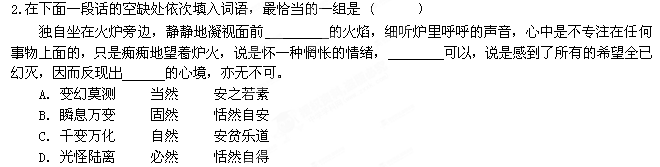 2.在下面一段话的空缺处依次填入词语，最恰当的一组是（　　）
独自坐在火炉旁边，静静地凝视面前________的火焰，细听炉里呼呼的声音，心中是不专注在任何
事物上面的，只是痴痴地望着炉火，说是怀一种惘怅的情绪，_______可以，说是感到了所有的希望全已
幻灭，因而反现出______的心境，亦无不可。
A. 变幻莫测　　当然　　安之若素
B. 瞬息万变　　固然　　恬然自安
C. 千变万化　　自然　　安贫乐道
D. 光怪陆离　　必然　　恬然自得